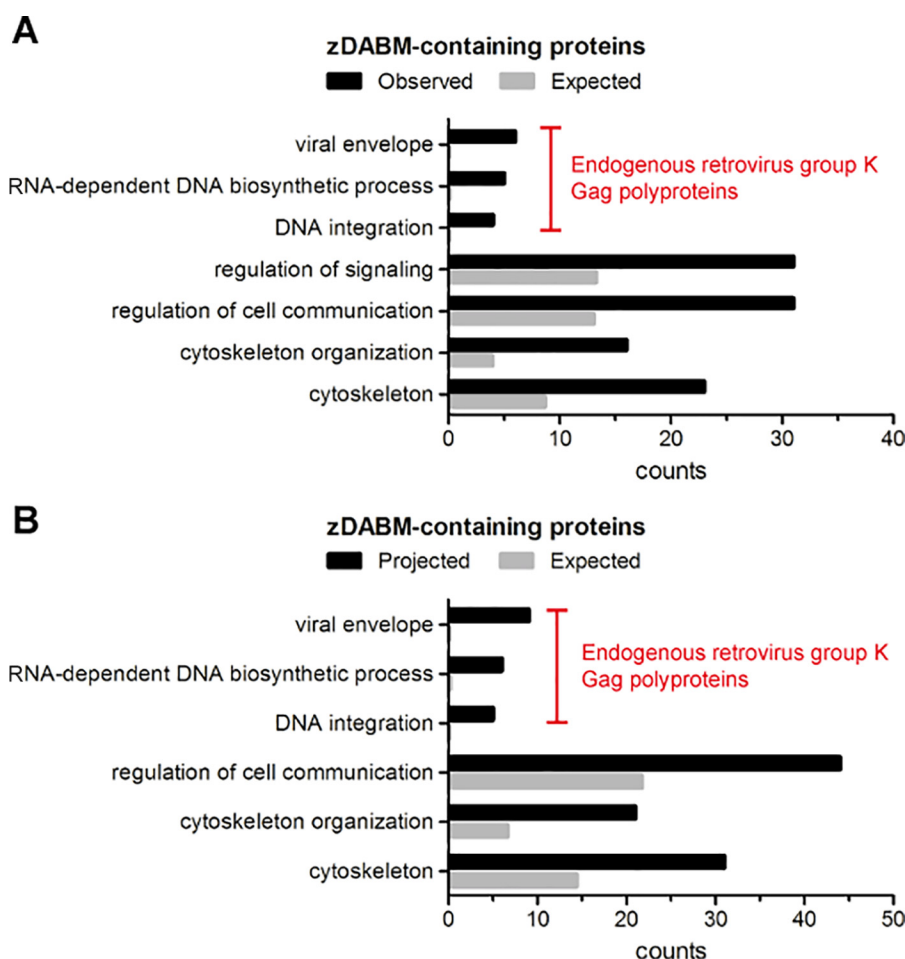 A
zDABM-containing proteins
Observed Expected
viral envelope
RNA-dependent DNA biosynthetic process
DNA integration
regulation of signaling
regulation of cell communication
cytoskeleton organization
cytoskeleton
Endogenous retrovirus group K
Gag polyproteins
0 10 20 30 40
counts
B
zDABM-containing proteins
Projected Expected
viral envelope
RNA-dependent DNA biosynthetic process
DNA integration
regulation of cell communication
cytoskeleton organization
cytoskeleton
Endogenous retrovirus group K
Gag polyproteins
0 10 20 30 40 50
counts